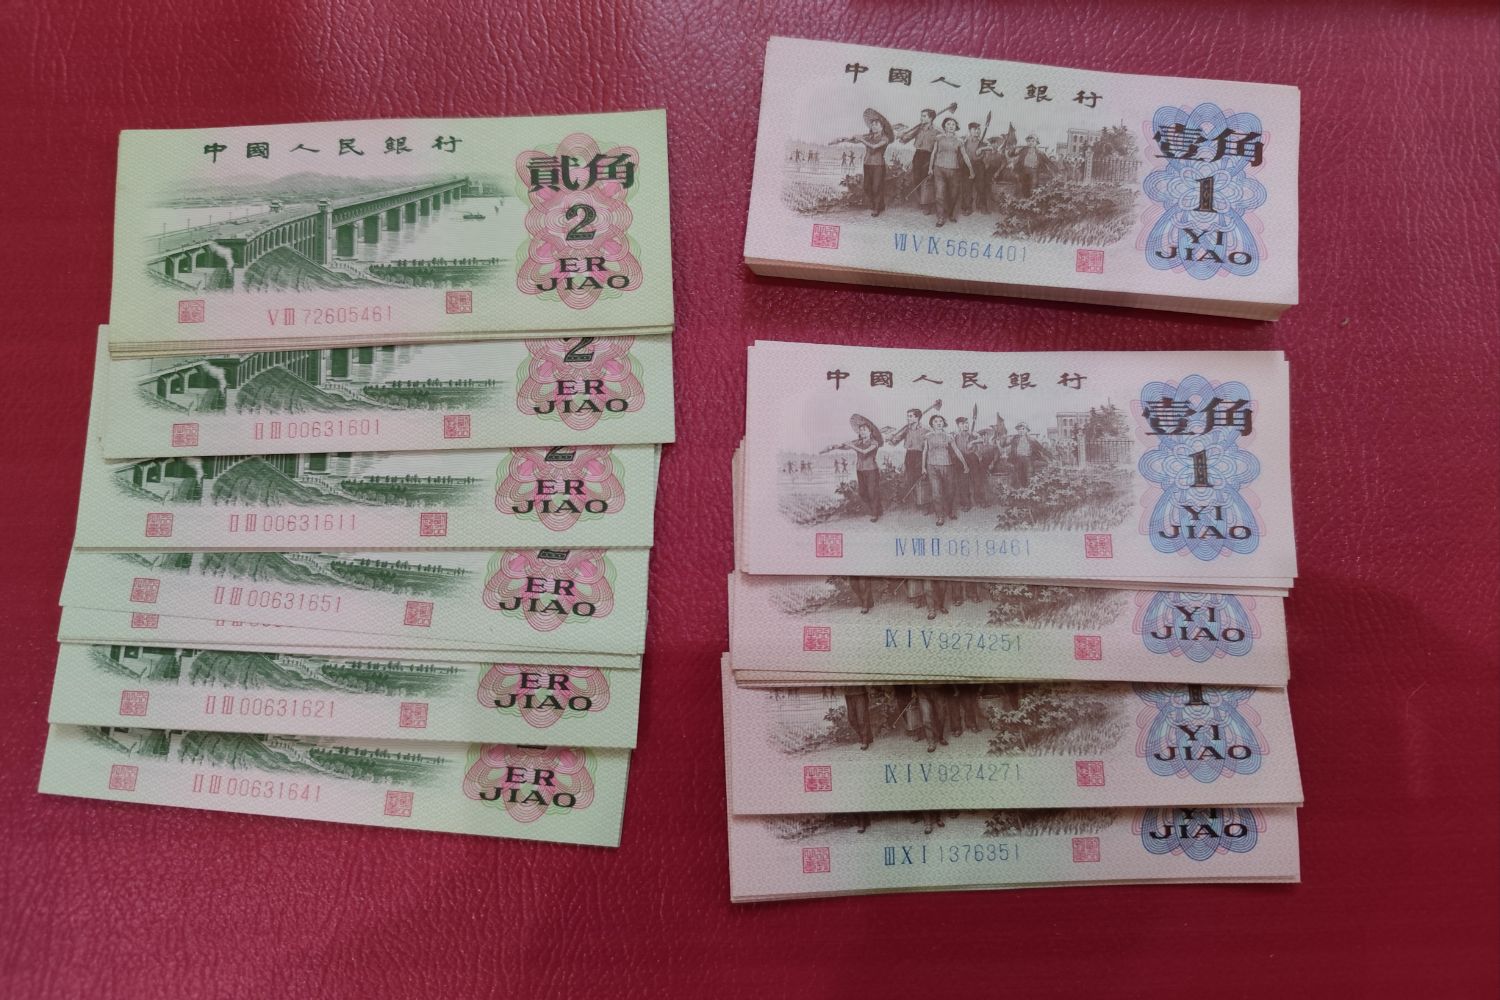 中國人民銀行
貳角
2
ER
JIAO
Ⅴ Ⅲ 72605461
2
ER
JIAO
Ⅱ Ⅲ 00631601
2
ER
JIAO
Ⅱ Ⅲ 00631611
ER
JIAO
Ⅱ Ⅲ 00631651
ER
JIAO
Ⅱ Ⅲ 00631621
ER
JIAO
Ⅱ Ⅲ 00631641
中國人民銀行
壹角
1
YI
JIAO
Ⅶ Ⅴ Ⅸ 5664401
中國人民銀行
壹角
1
YI
JIAO
Ⅳ Ⅷ Ⅱ 0619461
YI
JIAO
Ⅸ Ⅰ Ⅴ 9274251
1
YI
JIAO
Ⅸ Ⅰ Ⅴ 9274271
YI
JIAO
Ⅲ Ⅹ Ⅰ 1376351